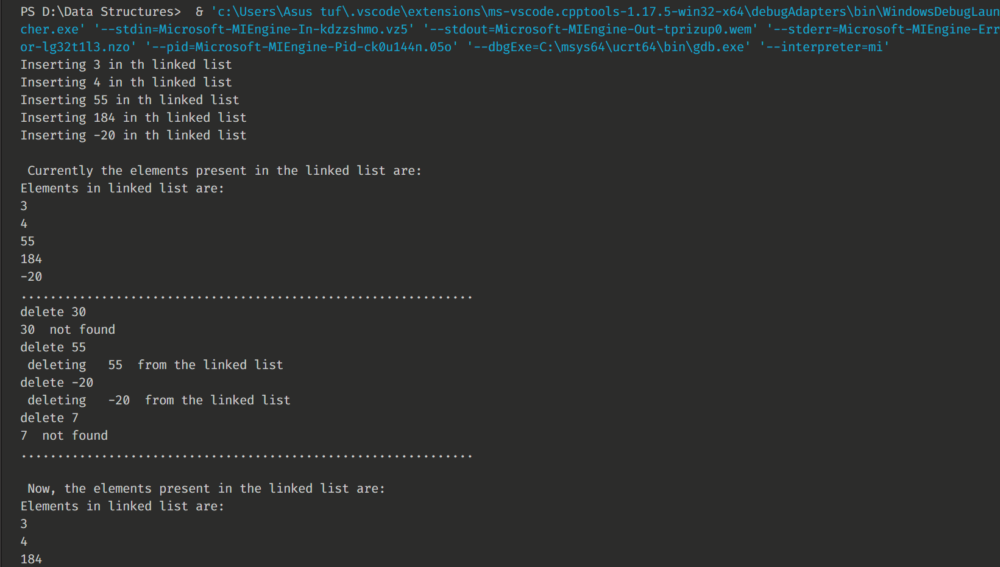 PS D:\Data Structures>  & 'c:\Users\Asus tuf\.vscode\extensions\ms-vscode.cpptools-1.17.5-win32-x64\debugAdapters\bin\WindowsDebugLaun
cher.exe' '--stdin=Microsoft-MIEngine-In-kdzzshmo.vz5' '--stdout=Microsoft-MIEngine-Out-tprizup0.wem' '--stderr=Microsoft-MIEngine-Err
or-lg32t1l3.nzo' '--pid=Microsoft-MIEngine-Pid-ck0u144n.05o' '--dbgExe=C:\msys64\ucrt64\bin\gdb.exe' '--interpreter=mi'
Inserting 3 in th linked list
Inserting 4 in th linked list
Inserting 55 in th linked list
Inserting 184 in th linked list
Inserting -20 in th linked list

 Currently the elements present in the linked list are:
Elements in linked list are:
3
4
55
184
-20
..............................................................
delete 30
30  not found
delete 55
 deleting   55  from the linked list
delete -20
 deleting   -20  from the linked list
delete 7
7  not found
..............................................................

 Now, the elements present in the linked list are:
Elements in linked list are:
3
4
184